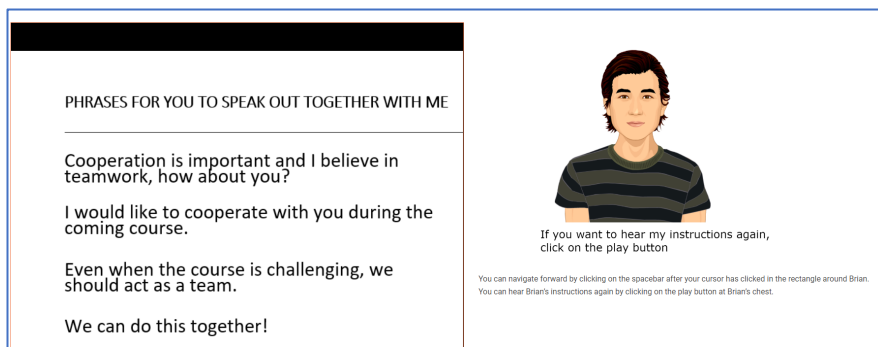 PHRASES FOR YOU TO SPEAK OUT TOGETHER WITH ME
Cooperation is important and I believe in
teamwork, how about you?
I would like to cooperate with you during the
coming course.
Even when the course is challenging, we
should act as a team.
We can do this together!
If you want to hear my instructions again,
click on the play button
You can navigate forward by clicking on the spacebar after your cursor has clicked in the rectangle around Brian.
You can hear Brian's instructions again by clicking on the play button at Brian's chest.